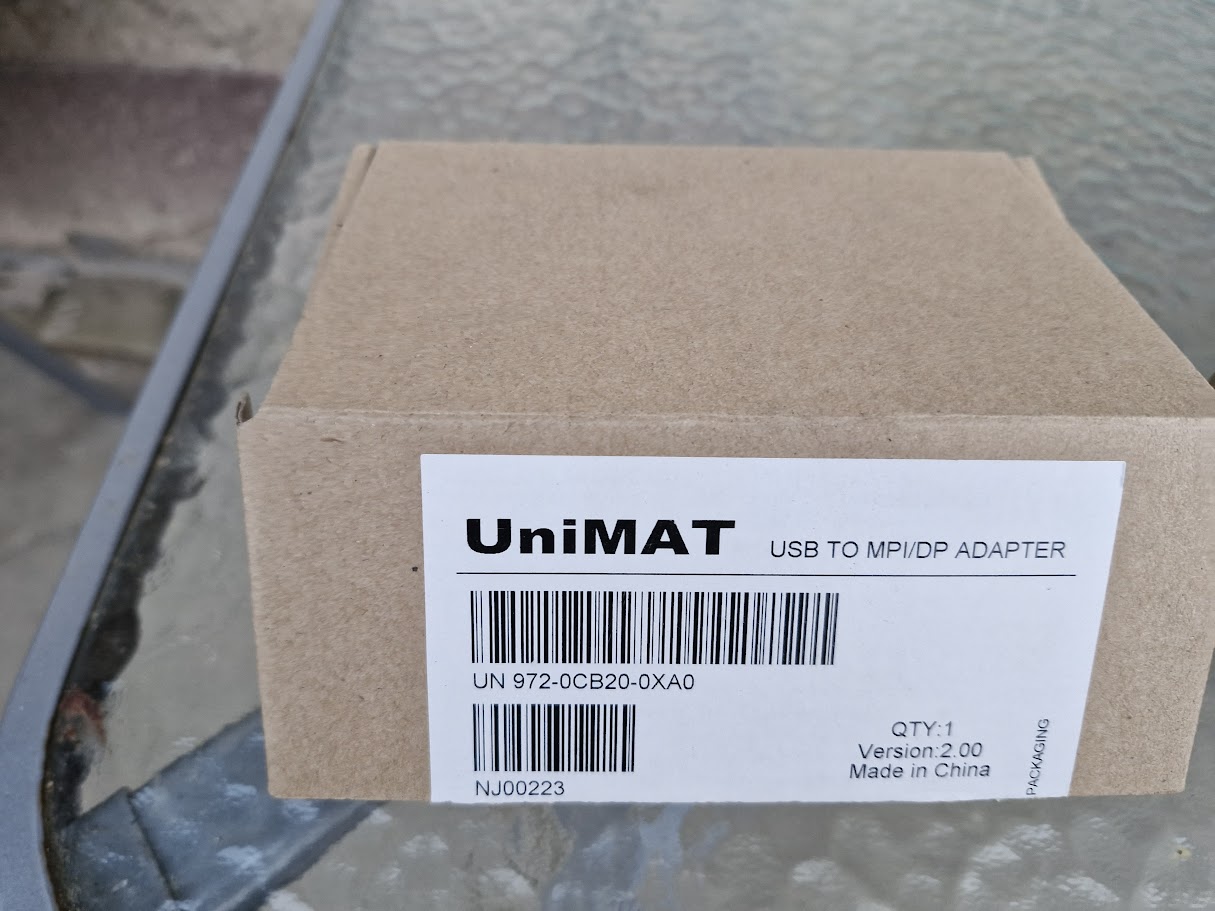 UniMAT USB TO MPI/DP ADAPTER
UN 972-0CB20-0XA0
NJ00223
QTY:1
Version:2.00
Made in China
PACKAGING